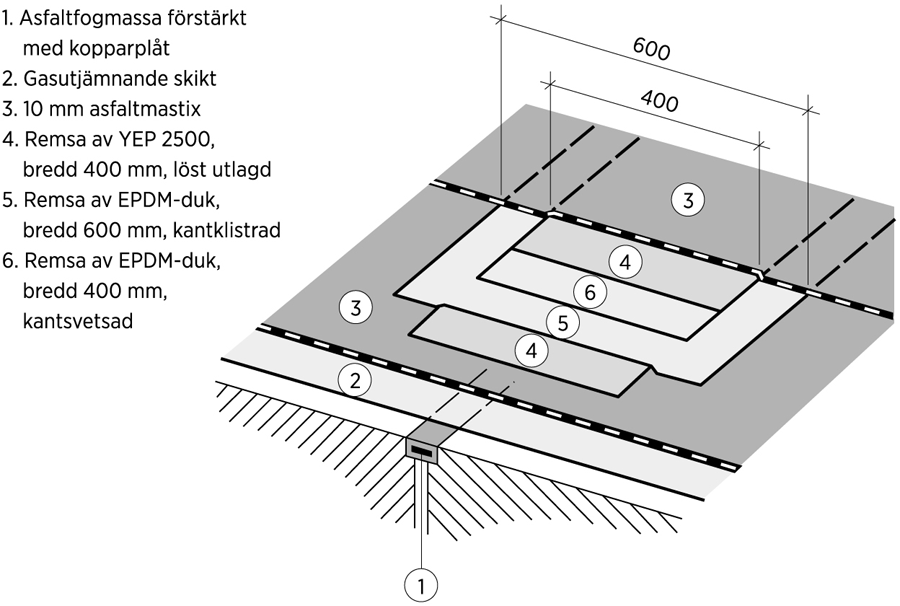 1. Asfaltfogmassa förstärkt
med kopparplåt
2. Gasutjämnande skikt
3. 10 mm asfaltmastix
4. Remsa av YEP 2500,
bredd 400 mm, löst utlagd
5. Remsa av EPDM-duk,
bredd 600 mm, kantklistrad
6. Remsa av EPDM-duk,
bredd 400 mm,
kantsvetsad
600
400
3
4
6
5
3
4
2
1